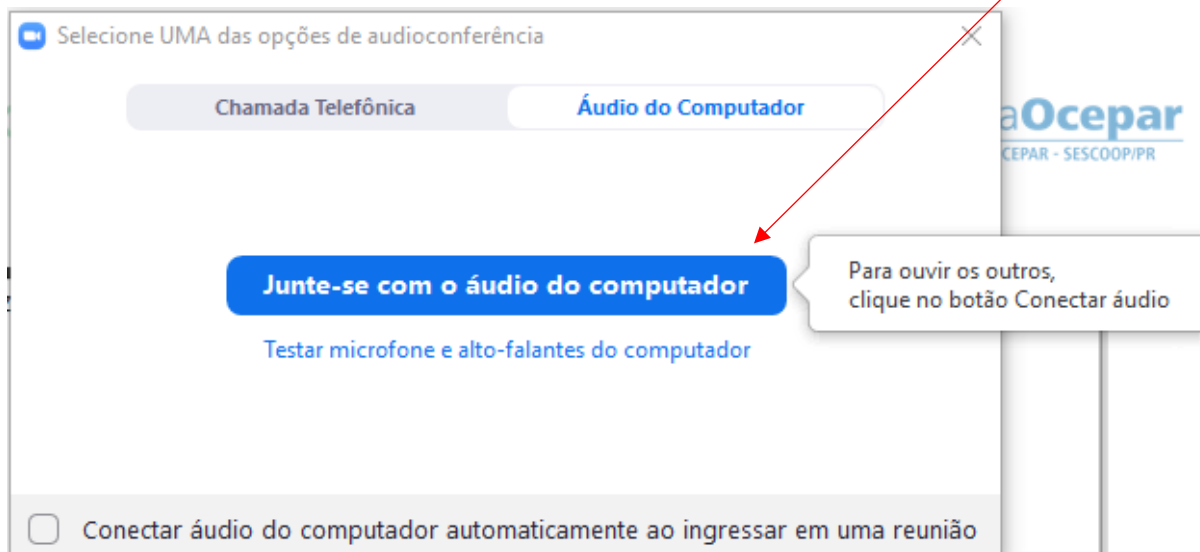 Selecione UMA das opções de audioconferência
Chamada Telefônica
Áudio do Computador
aOcepar
CEPAR - SESCOOP/PR
Junte-se com o áudio do computador
Para ouvir os outros,
clique no botão Conectar áudio
Testar microfone e alto-falantes do computador
Conectar áudio do computador automaticamente ao ingressar em uma reunião